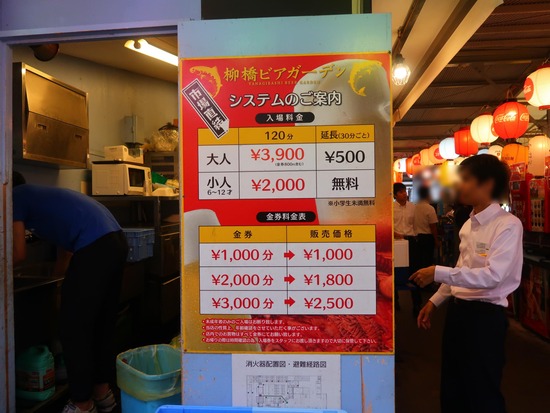 柳橋ビアガーデン
YANAGIBASHI BEER GARDEN
市場直結
システムのご案内
入場料金
120分 延長(30分ごと)
大人 ¥3,900 ¥500
小人 6~12才 ¥2,000 無料
※小学生未満無料
金券料金表
金券 販売価格
¥1,000分 ¥1,000
¥2,000分 ¥1,800
¥3,000分 ¥2,500
消火器配置図・避難経路図